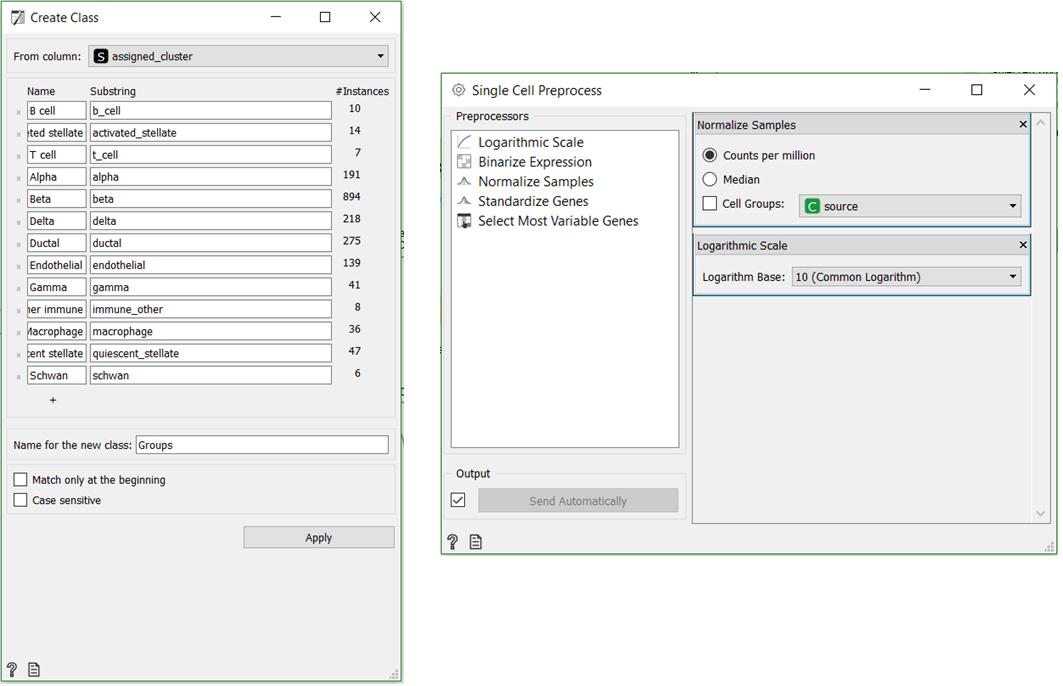 Create Class
From column: S assigned_cluster
Name Substring #Instances
B cell b_cell 10
ted stellate activated_stellate 14
T cell t_cell 7
Alpha alpha 191
Beta beta 894
Delta delta 218
Ductal ductal 275
Endothelial endothelial 139
Gamma gamma 41
her immune immune_other 8
Macrophage macrophage 36
cent stellate quiescent_stellate 47
Schwan schwan 6
+
Name for the new class: Groups
Match only at the beginning
Case sensitive
Apply
?
Single Cell Preprocess
Preprocessors
Logarithmic Scale
Binarize Expression
Normalize Samples
Standardize Genes
Select Most Variable Genes
Output
Send Automatically
?
Normalize Samples
Counts per million
Median
Cell Groups: C source
Logarithmic Scale
Logarithm Base: 10 (Common Logarithm)